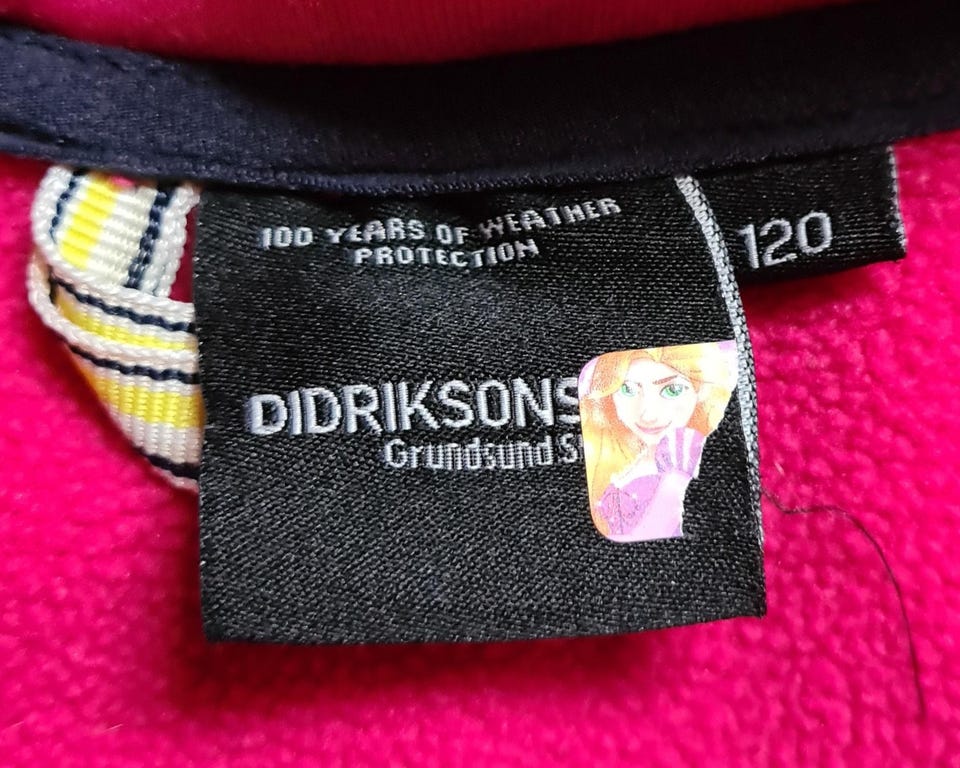 100 YEARS OF WEATHER
PROTECTION
120
DIDRIKSONS
Grundsund